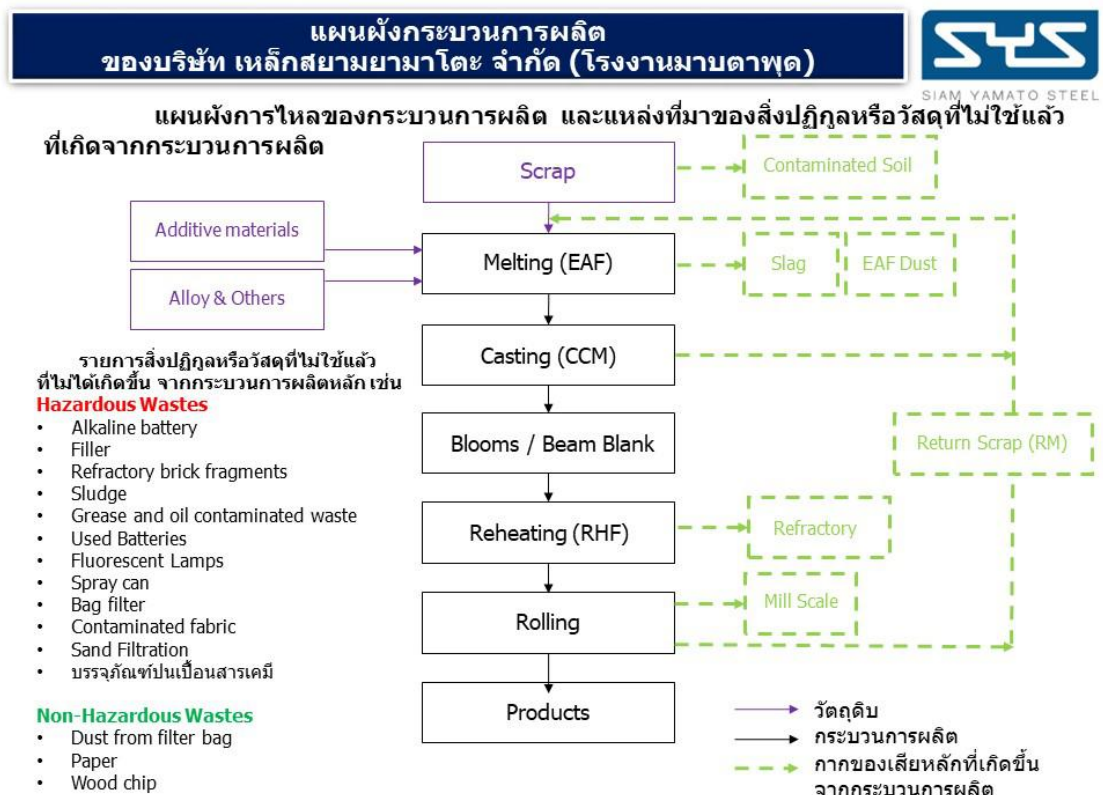 แผนผังกระบวนการผลิต
ของบริษัท เหล็กสยามยามาโตะ จำกัด (โรงงานมาบตาพุด)
SYS
SIAM YAMATO STEEL
แผนผังการไหลของกระบวนการผลิต และแหล่งที่มาของสิ่งปฏิกูลหรือวัสดุที่ไม่ใช้แล้ว
ที่เกิดจากกระบวนการผลิต
Scrap
Contaminated Soil
Additive materials
Alloy & Others
Melting (EAF)
Slag
EAF Dust
Casting (CCM)
Blooms / Beam Blank
Return Scrap (RM)
Reheating (RHF)
Refractory
Rolling
Mill Scale
Products
รายการสิ่งปฏิกูลหรือวัสดุที่ไม่ใช้แล้ว
ที่ไม่ได้เกิดขึ้น จากกระบวนการผลิตหลัก เช่น
Hazardous Wastes
• Alkaline battery
• Filler
• Refractory brick fragments
• Sludge
• Grease and oil contaminated waste
• Used Batteries
• Fluorescent Lamps
• Spray can
• Bag filter
• Contaminated fabric
• Sand Filtration
• บรรจุภัณฑ์ปนเปื้อนสารเคมี
Non-Hazardous Wastes
• Dust from filter bag
• Paper
• Wood chip
วัตถุดิบ
กระบวนการผลิต
กากของเสียหลักที่เกิดขึ้น
จากกระบวนการผลิต